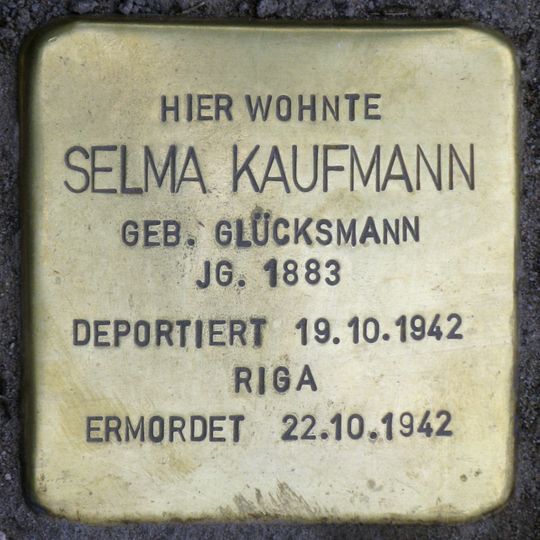 HIER WOHNTE
SELMA KAUFMANN
GEB. GLÜCKSMANN
JG. 1883
DEPORTIERT 19.10.1942
RIGA
ERMORDET 22.10.1942